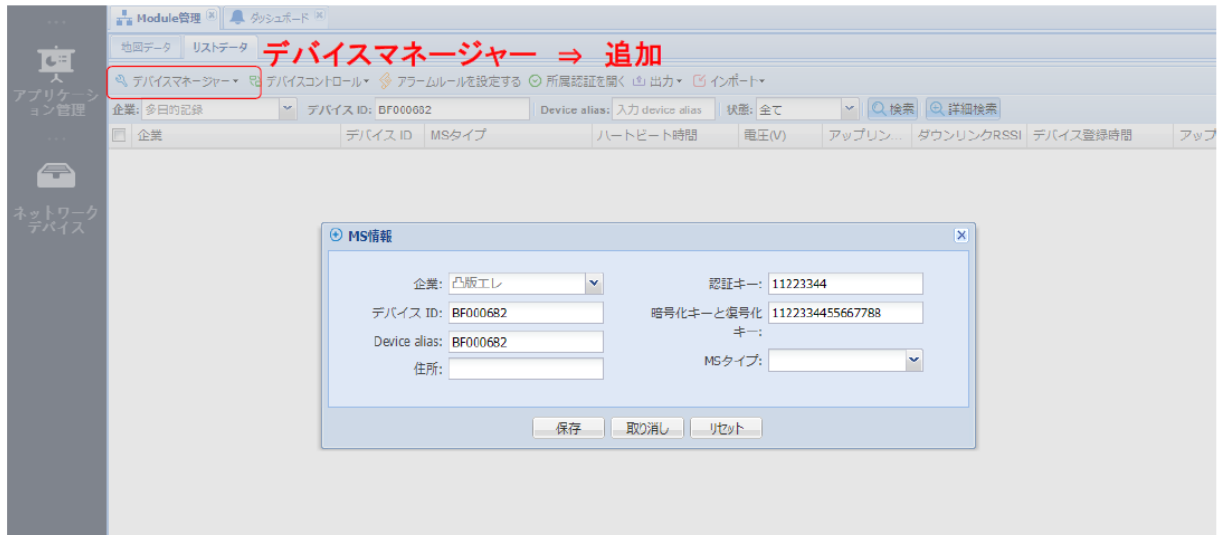 ...
アプリケーション管理
...
ネットワークデバイス
Module管理
ダッシュボード
地図データ
リストデータ
デバイスマネージャー ⇒ 追加
デバイスマネージャー デバイスコントロール アラームルールを設定する 所属認証を開く 出力 インポート
企業: 多日的記録 デバイス ID: BF000682 Device alias: 入力 device alias 状態: 全て 検索 詳細検索
企業 デバイス ID MSタイプ ハートビート時間 電圧(V) アップリン... ダウンリンクRSSI デバイス登録時間 アップ
MS情報
企業: 凸版エレ 認証キー: 11223344
デバイス ID: BF000682 暗号化キーと復号化キー: 1122334455667788
Device alias: BF000682
住所: MSタイプ:
保存 取り消し リセット